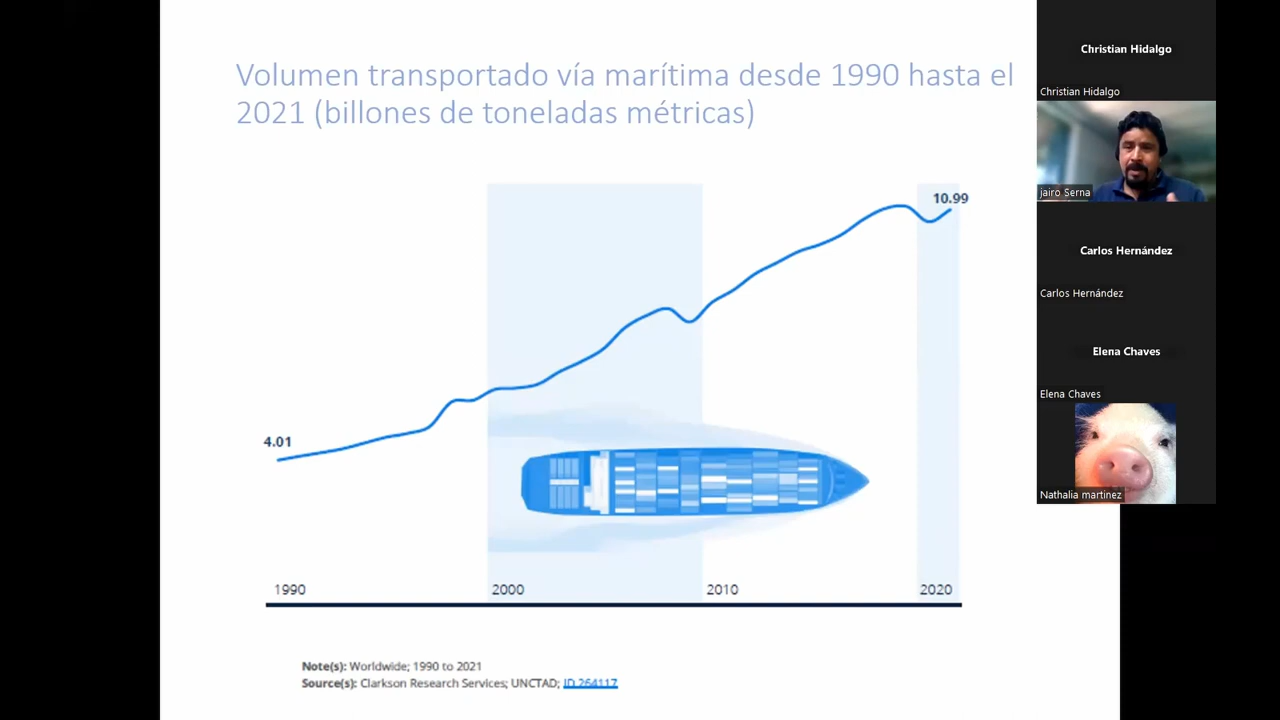 Volumen transportado vía marítima desde 1990 hasta el
2021 (billones de toneladas métricas)
10.99
4.01
1990
2000
2010
2020
Note(s): Worldwide; 1990 to 2021
Source(s): Clarkson Research Services; UNCTAD; ID 264117
Christian Hidalgo
Christian Hidalgo
jairo Serna
Carlos Hernández
Carlos Hernández
Elena Chaves
Elena Chaves
Nathalia martinez